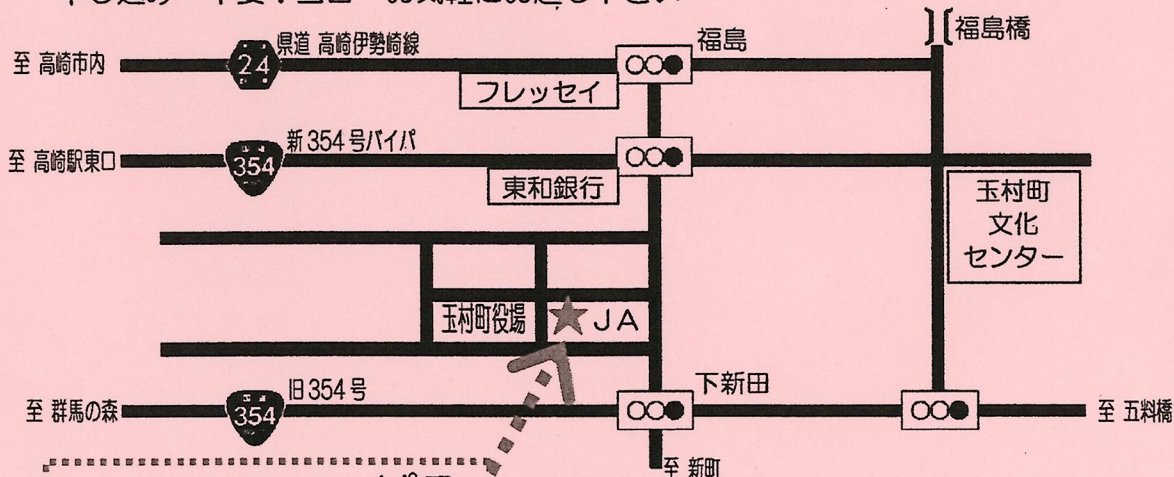 福島橋
県道 高崎伊勢崎線
福島
至 高崎市内
24
フレッセイ
新354号バイパ
至 高崎駅東口
354
東和銀行
玉村町
文化
センター
玉村町役場
JA
旧354号
下新田
至 群馬の森
354
至 五料橋
至 新町